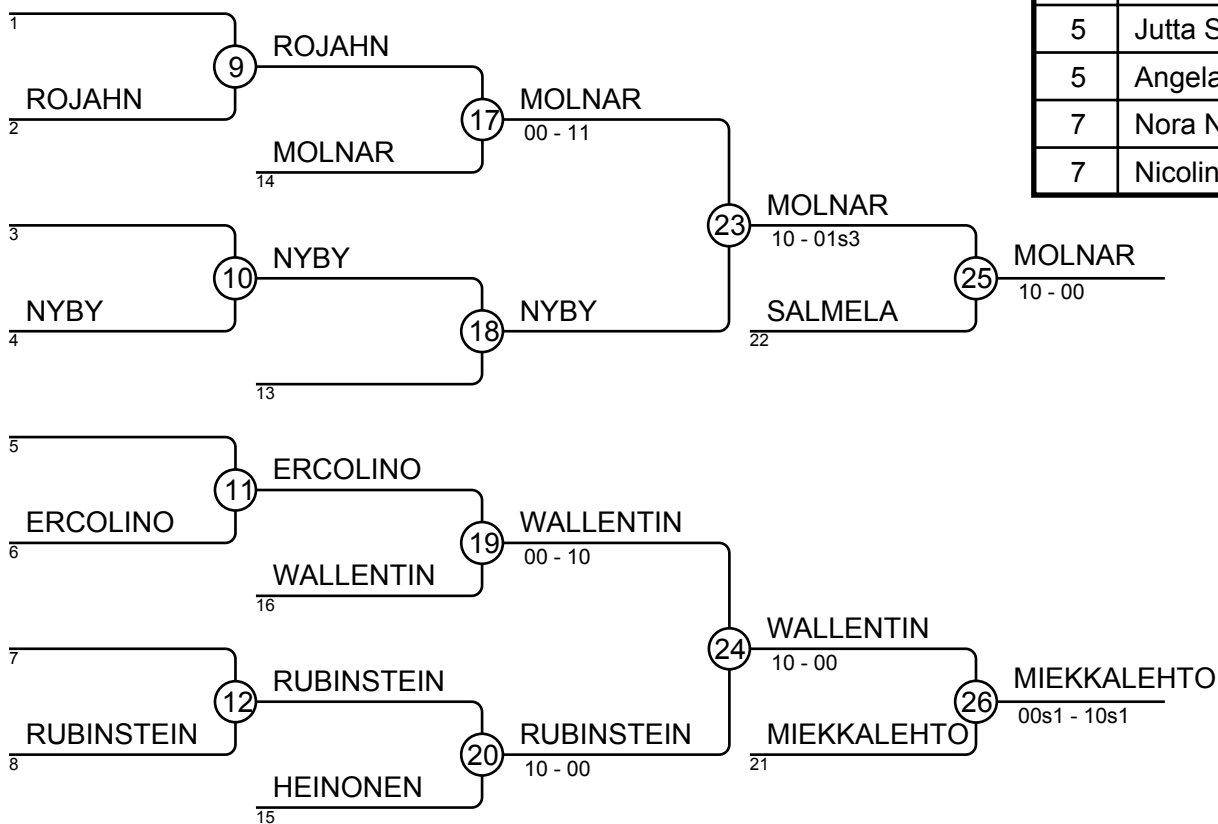 1
5 Jutta S
9
ROJAHN
ROJAHN
2
5 Angela
17
MOLNAR
00 - 11
MOLNAR
14
7 Nora N
7 Nicolin
3
10
NYBY
NYBY
4
23
MOLNAR
10 - 01s3
18
NYBY
13
25
MOLNAR
10 - 00
SALMELA
22
5
11
ERCOLINO
ERCOLINO
6
19
WALLENTIN
00 - 10
WALLENTIN
16
7
12
RUBINSTEIN
RUBINSTEIN
8
24
WALLENTIN
10 - 00
20
RUBINSTEIN
10 - 00
HEINONEN
15
26
MIEKKALEHTO
00s1 - 10s1
MIEKKALEHTO
21